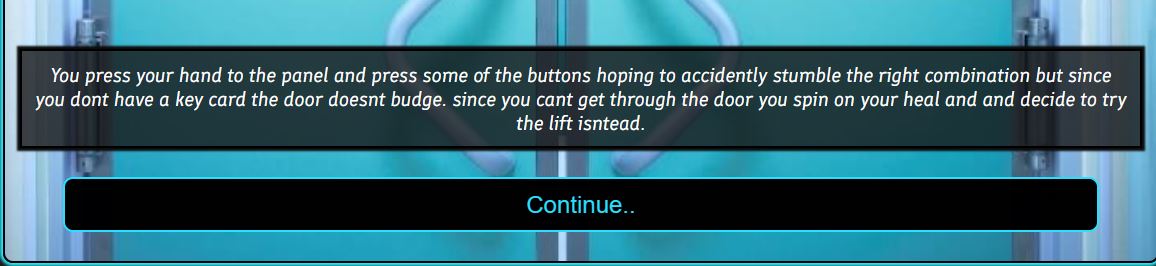 You press your hand to the panel and press some of the buttons hoping to accidently stumble the right combination but since
you dont have a key card the door doesnt budge. since you cant get through the door you spin on your heal and and decide to try
the lift isntead.
Continue..